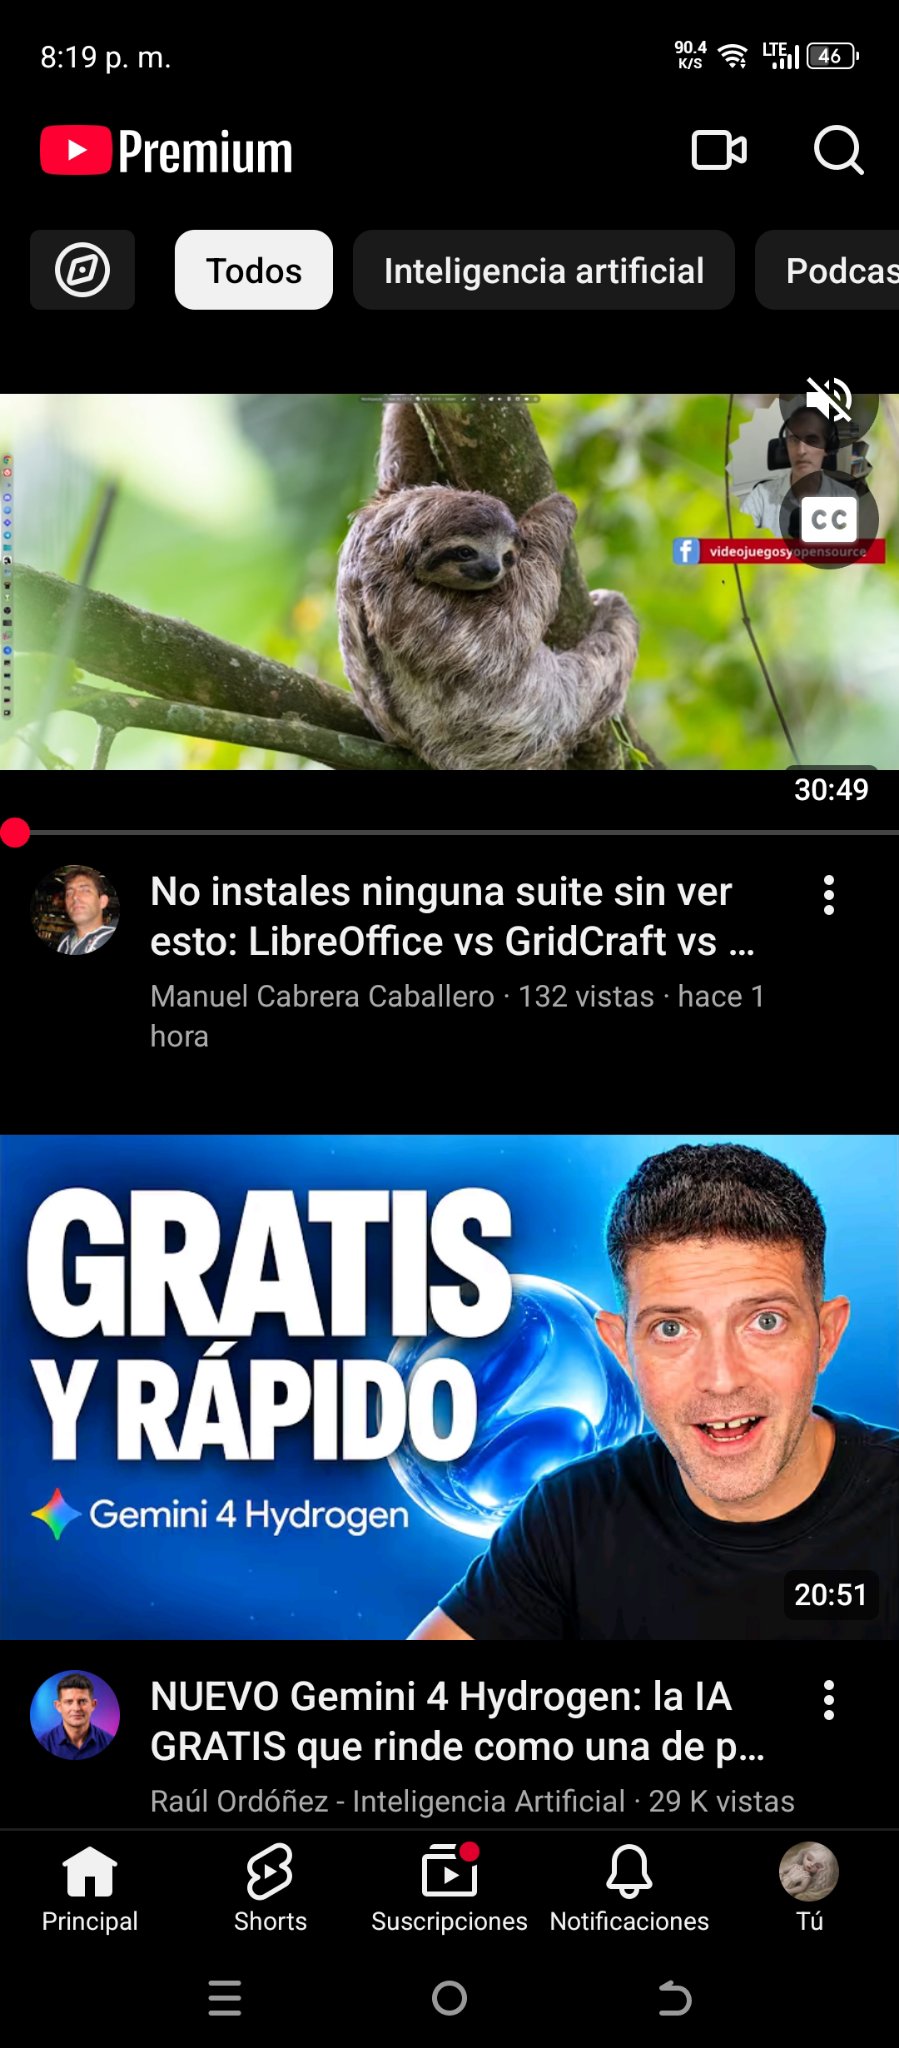 8:19 p. m.
90.4
K/S
LTE
46
Premium
Todos
Inteligencia artificial
Podcas
CC
f videojuegosyopensource
30:49
No instales ninguna suite sin ver
esto: LibreOffice vs GridCraft vs ...
Manuel Cabrera Caballero · 132 vistas · hace 1
hora
GRATIS
Y RÁPIDO
Gemini 4 Hydrogen
20:51
NUEVO Gemini 4 Hydrogen: la IA
GRATIS que rinde como una de p...
Raúl Ordóñez - Inteligencia Artificial · 29 K vistas
Principal
Shorts
Suscripciones
Notificaciones
Tú